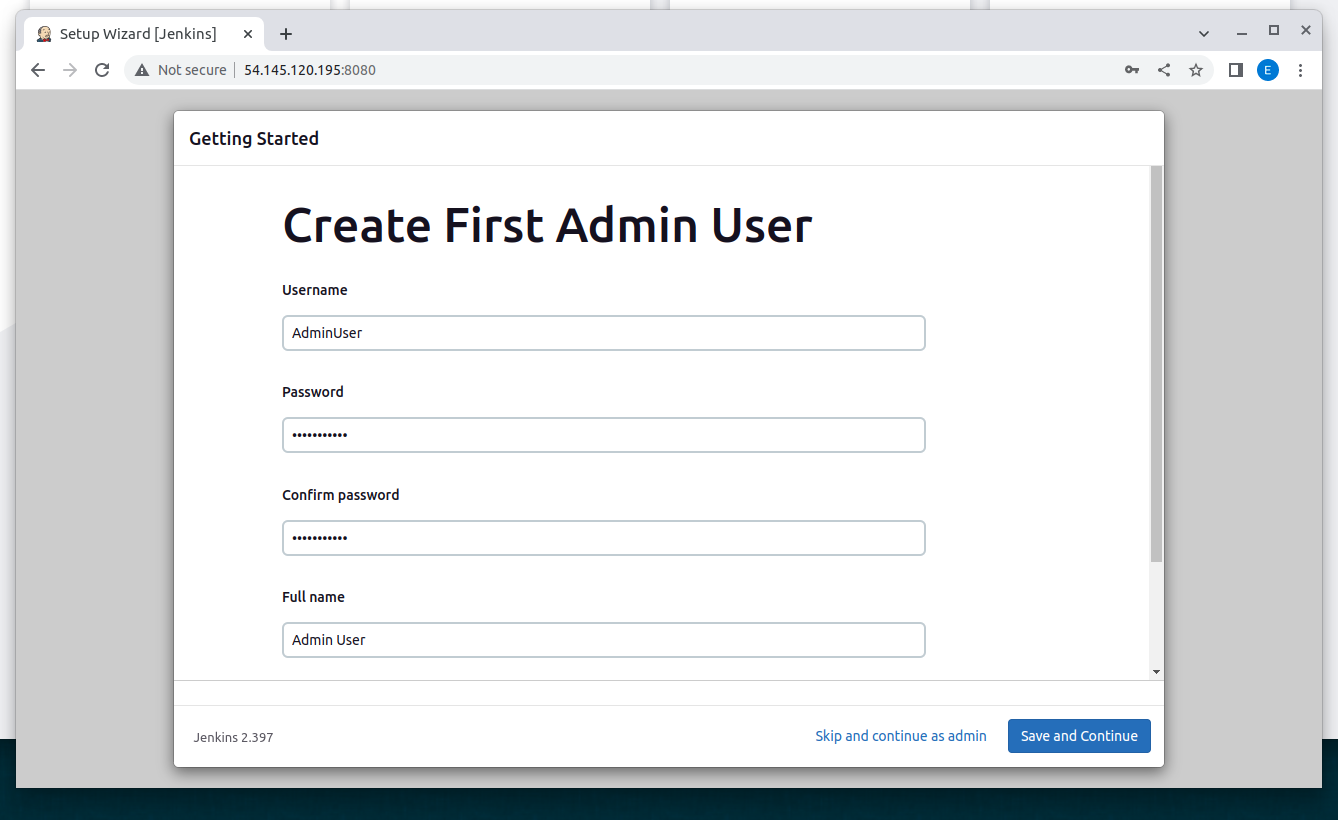 Setup Wizard [Jenkins]
Not secure 54.145.120.195:8080
E
Getting Started
Create First Admin User
Username
AdminUser
Password
•••••••••••
Confirm password
•••••••••••
Full name
Admin User
Jenkins 2.397
Skip and continue as admin
Save and Continue